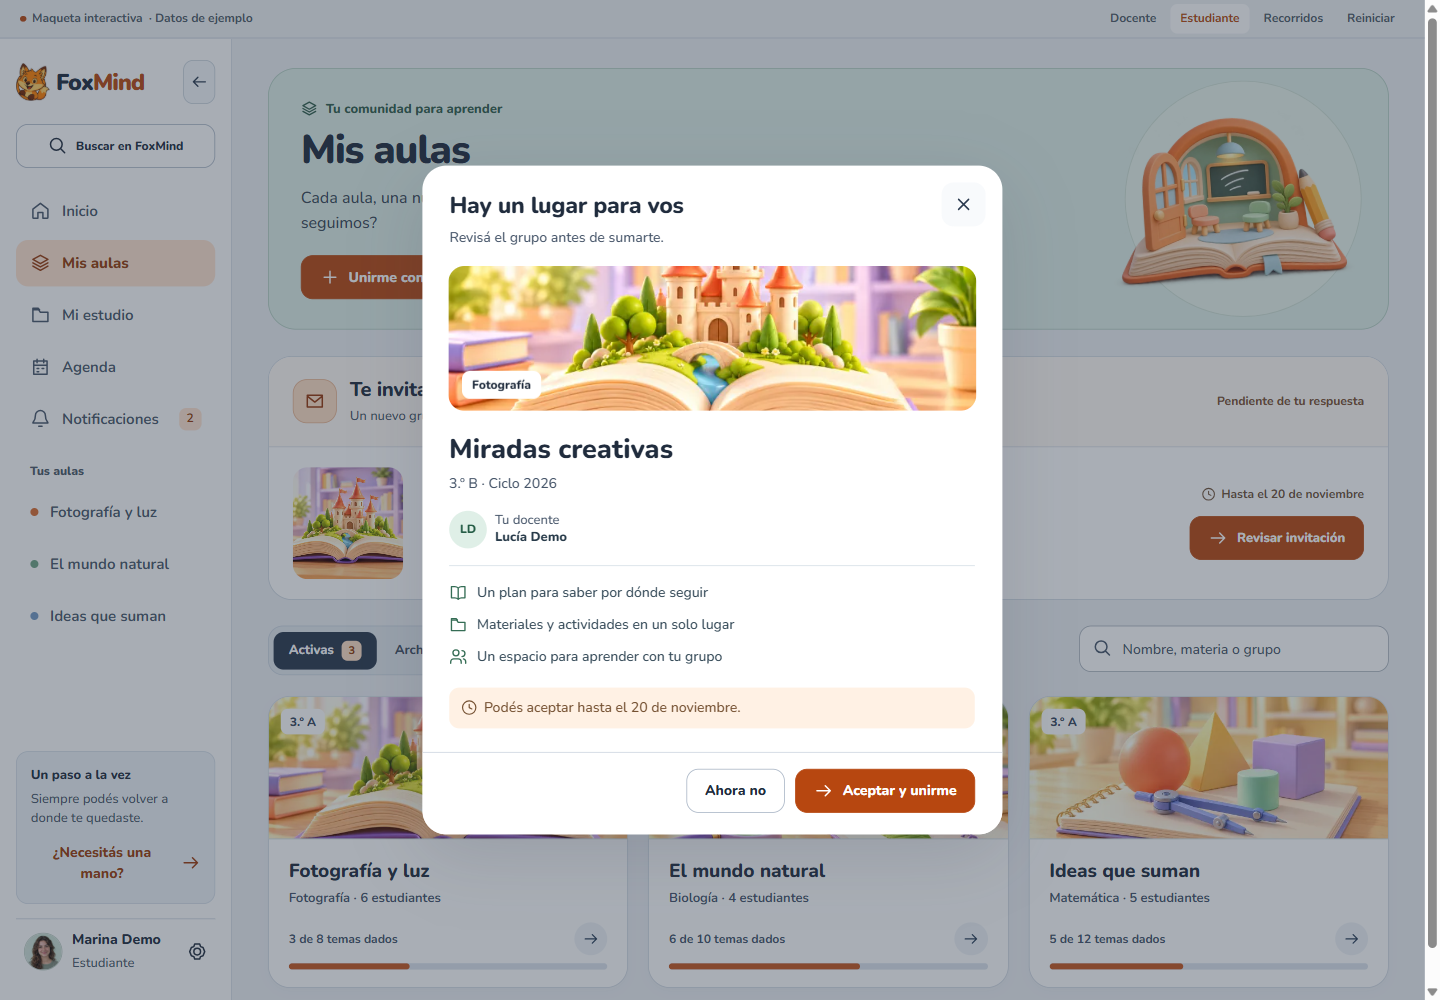 Maqueta interactiva · Datos de ejemplo
Docente
Estudiante
Recorridos
Reiniciar
FoxMind
Buscar en FoxMind
Inicio
Mis aulas
Mi estudio
Agenda
Notificaciones 2
Tus aulas
Fotografía y luz
El mundo natural
Ideas que suman
Un paso a la vez
Siempre podés volver a
donde te quedaste.
¿Necesitás una
mano?
Marina Demo
Estudiante
Tu comunidad para aprender
Mis aulas
Cada aula, una
seguimos?
Unirme
Te
Un nuevo
Pendiente de tu respuesta
Hasta el 20 de noviembre
Revisar invitación
Hay un lugar para vos
Revisá el grupo antes de sumarte.
Fotografía
Miradas creativas
3.º B · Ciclo 2026
LD
Tu docente
Lucía Demo
Un plan para saber por dónde seguir
Materiales y actividades en un solo lugar
Un espacio para aprender con tu grupo
Podés aceptar hasta el 20 de noviembre.
Ahora no
Aceptar y unirme
Activas 3
Nombre, materia o grupo
3.º A
Fotografía y luz
Fotografía · 6 estudiantes
3 de 8 temas dados
El mundo natural
Biología · 4 estudiantes
6 de 10 temas dados
3.º A
Ideas que suman
Matemática · 5 estudiantes
5 de 12 temas dados